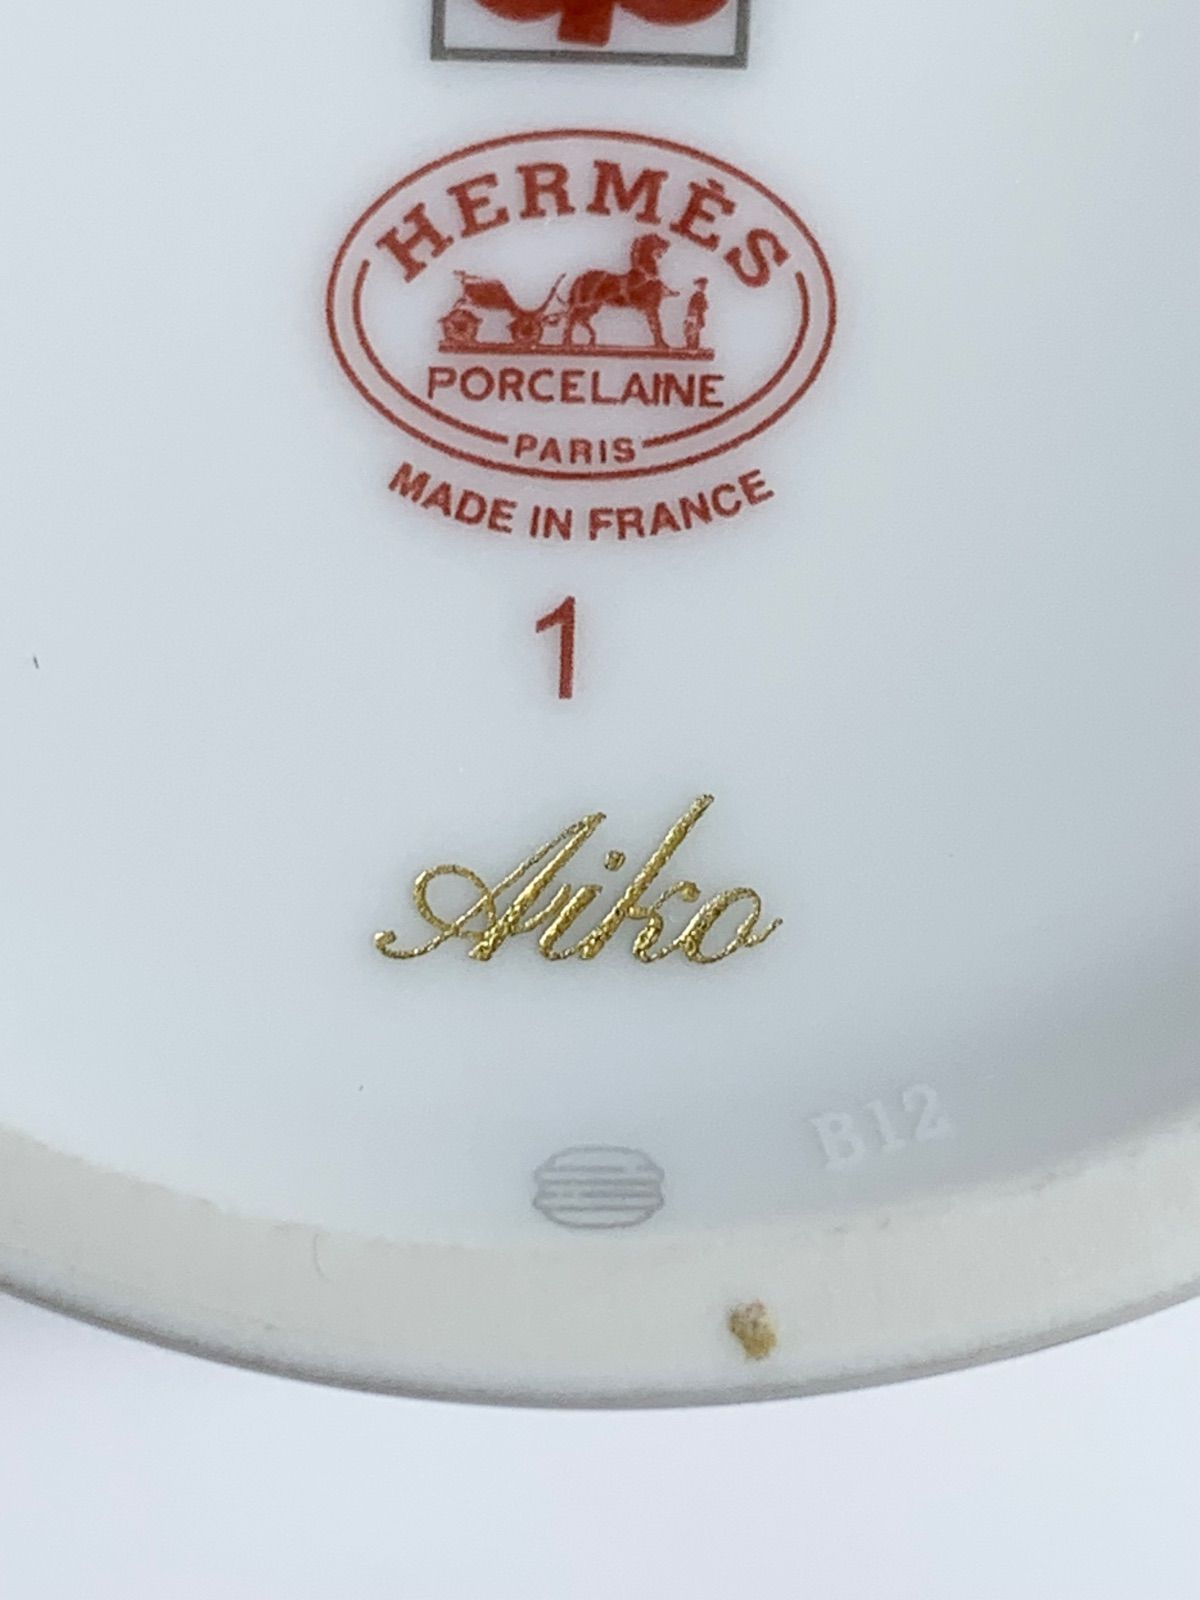 HERMÈS
PORCELAINE
PARIS
MADE IN FRANCE
1
Aiko
B12